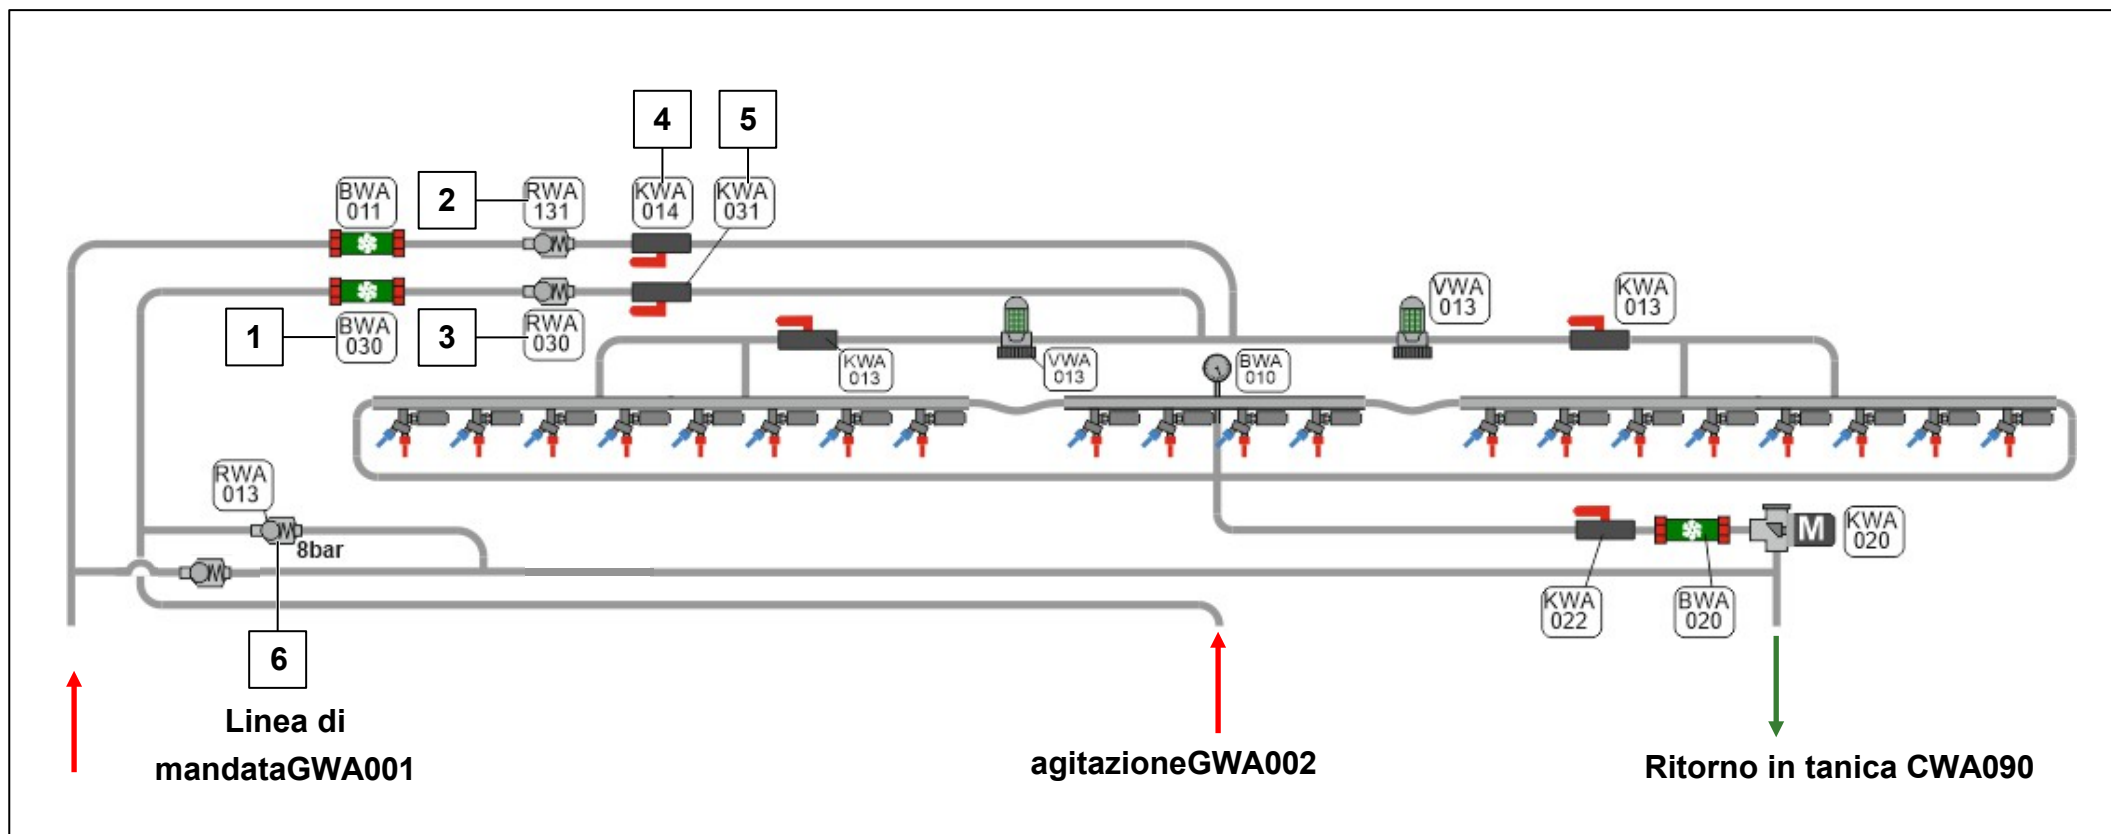 4
5
BWA
011
2
RWA
131
KWA
014
KWA
031
1
BWA
030
3
RWA
030
KWA
013
VWA
013
BWA
010
VWA
013
KWA
013
RWA
013
8bar
6
KWA
022
BWA
020
M
KWA
020
Linea di
mandataGWA001
agitazioneGWA002
Ritorno in tanica CWA090